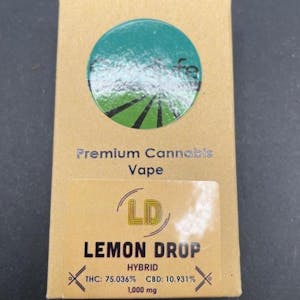 Premium Cannabis
Vape
LD
LEMON DROP
HYBRID
THC: 75.036% CBD: 10.931%
1,000 mg